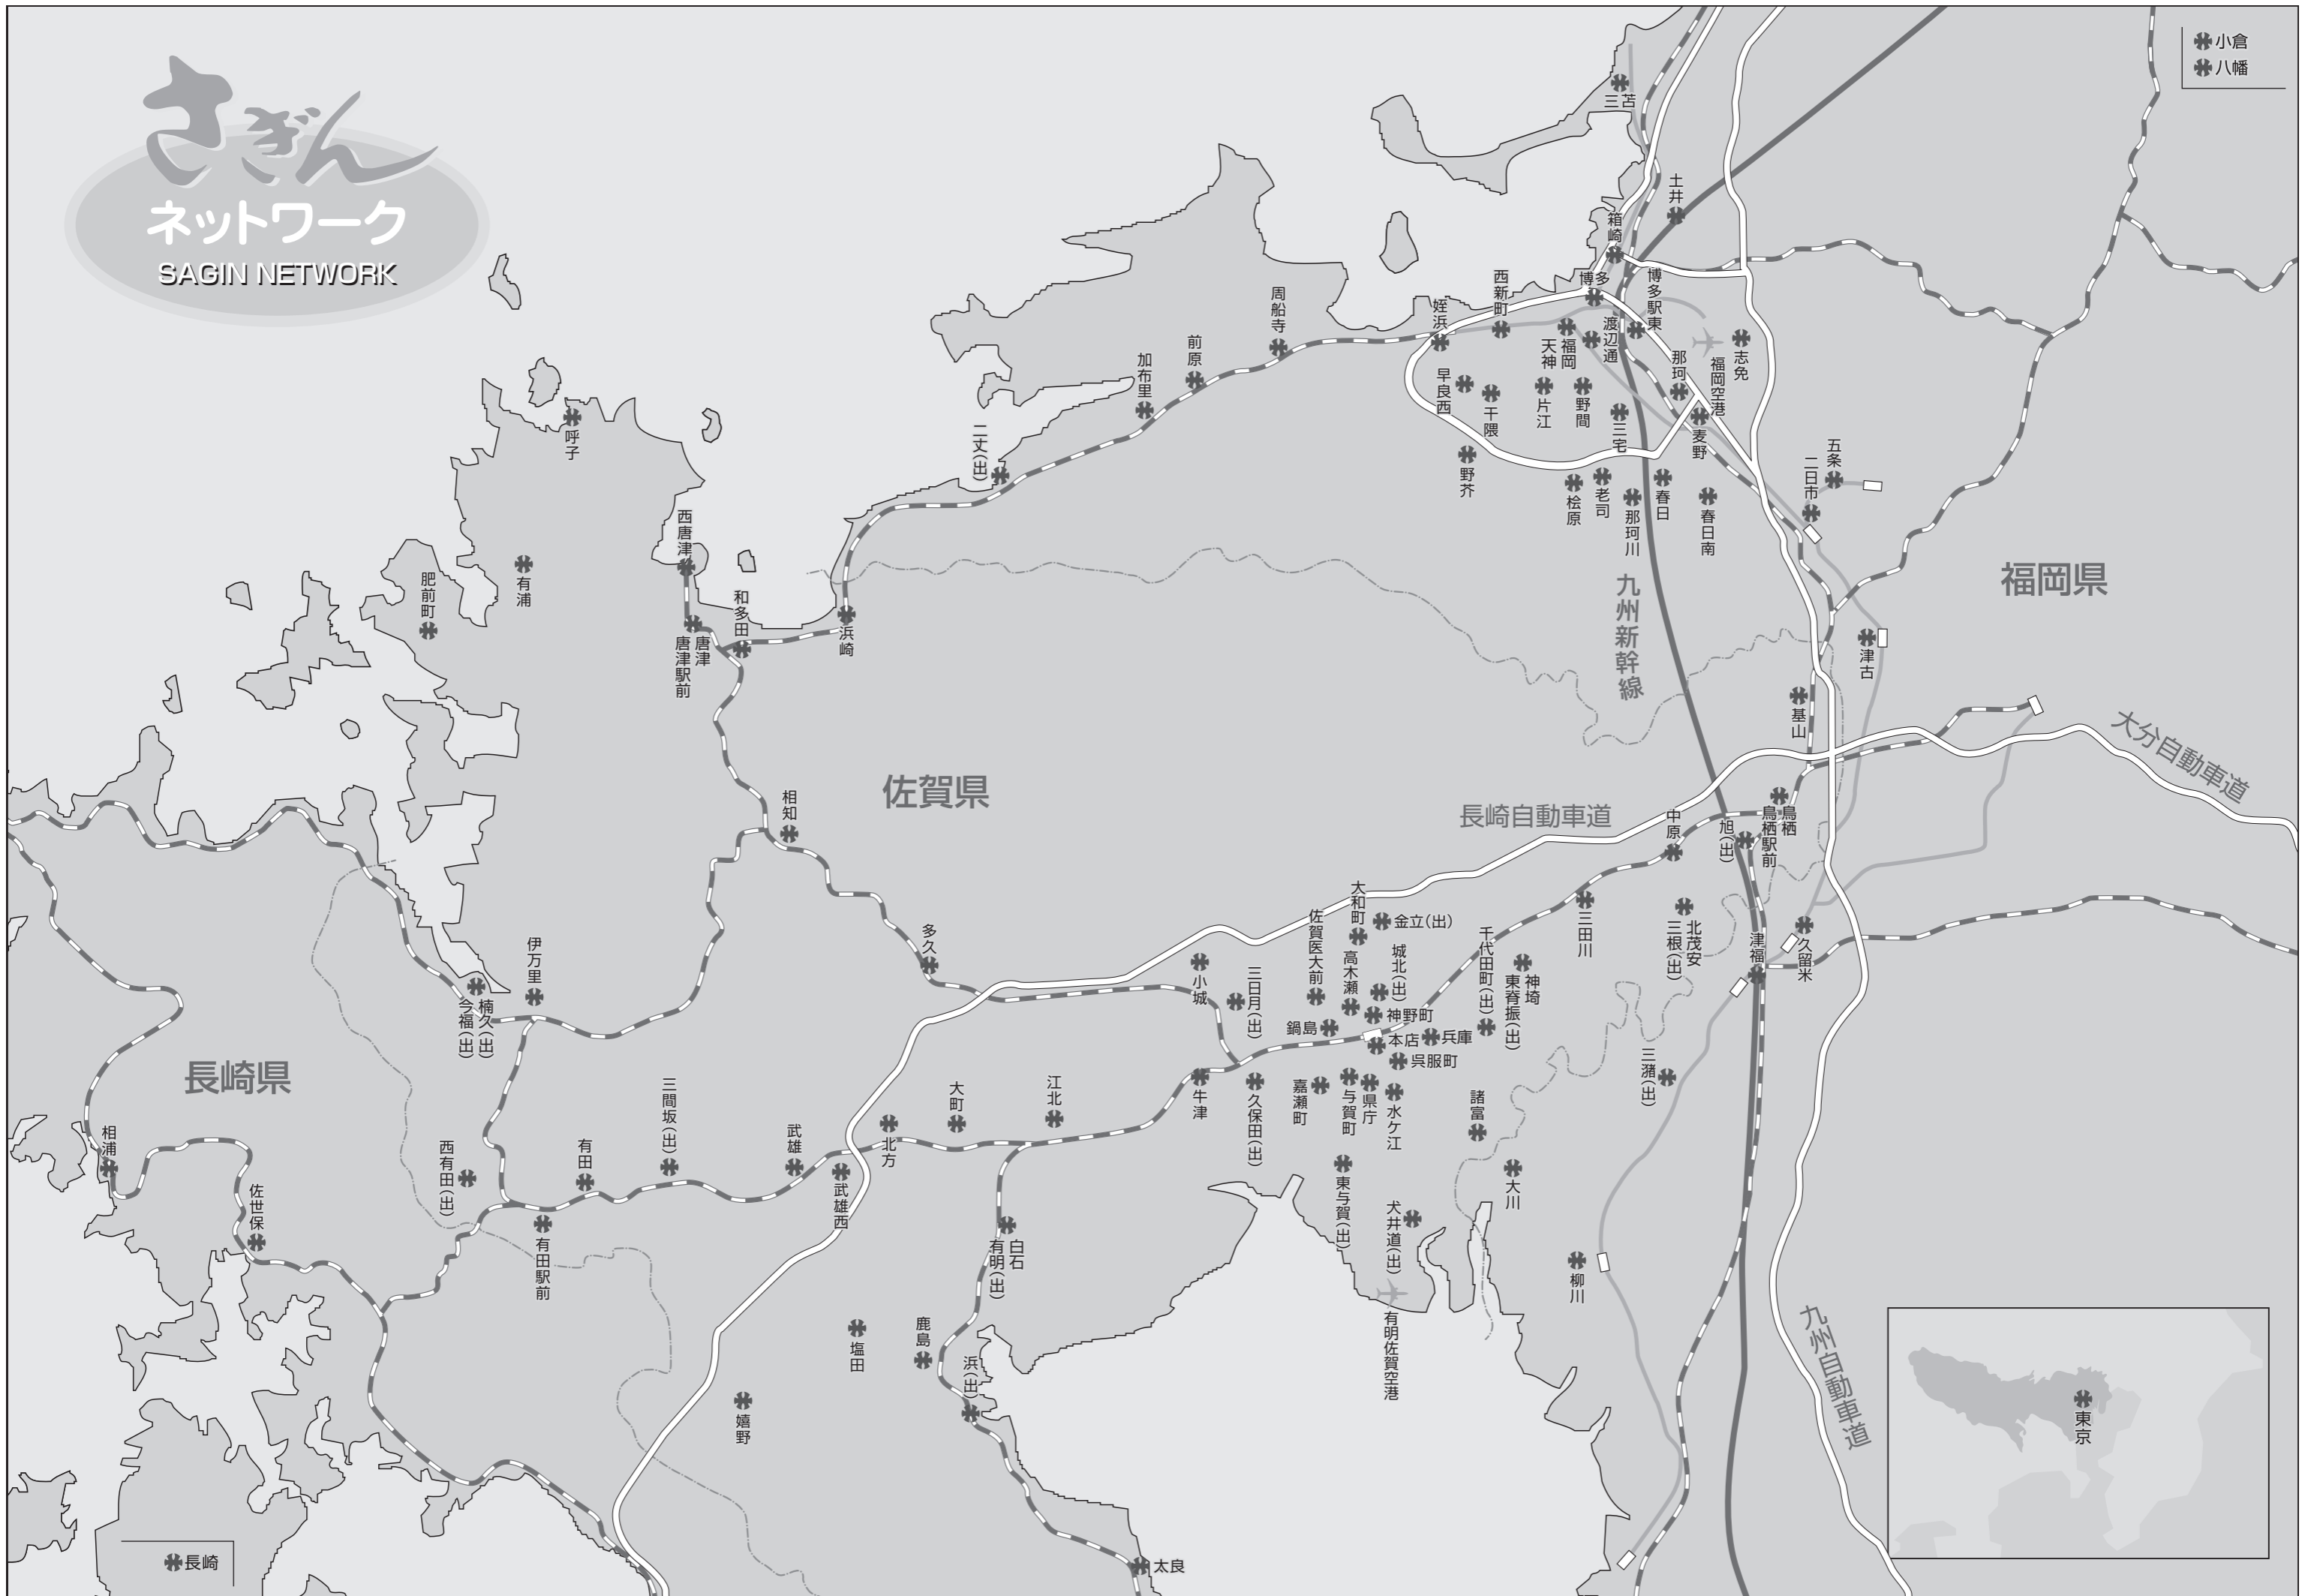 さぎん
ネットワーク
SAGIN NETWORK
小倉
八幡
三苫
土井
箱崎
博多
博多駅東
西新町
姪浜
周船寺
前原
加布里
二丈(出)
福岡
天神
渡辺通
那珂
福岡空港
志免
早良西
干隈
片江
野間
三宅
麦野
野芥
桧原
老司
那珂川
春日
春日南
二日市
五条
呼子
有浦
肥前町
西唐津
唐津
唐津駅前
和多田
浜崎
九州新幹線
福岡県
津古
基山
大分自動車道
佐賀県
長崎自動車道
相知
中原
旭(出)
鳥栖
鳥栖駅前
多久
伊万里
楠久(出)
今福(出)
小城
三日月(出)
佐賀医大前
大和町
金立(出)
高木瀬
城北(出)
神野町
鍋島
本店
兵庫
呉服町
千代田町(出)
神埼
東脊振(出)
三田川
北茂安
三根(出)
津福
久留米
三潴(出)
長崎県
相浦
佐世保
西有田(出)
有田
有田駅前
三間坂(出)
武雄
武雄西
北方
大町
江北
牛津
久保田(出)
嘉瀬町
与賀町
県庁
水ケ江
諸富
大川
東与賀(出)
犬井道(出)
有明佐賀空港
柳川
白石
有明(出)
塩田
鹿島
浜(出)
嬉野
太良
九州自動車道
東京
長崎